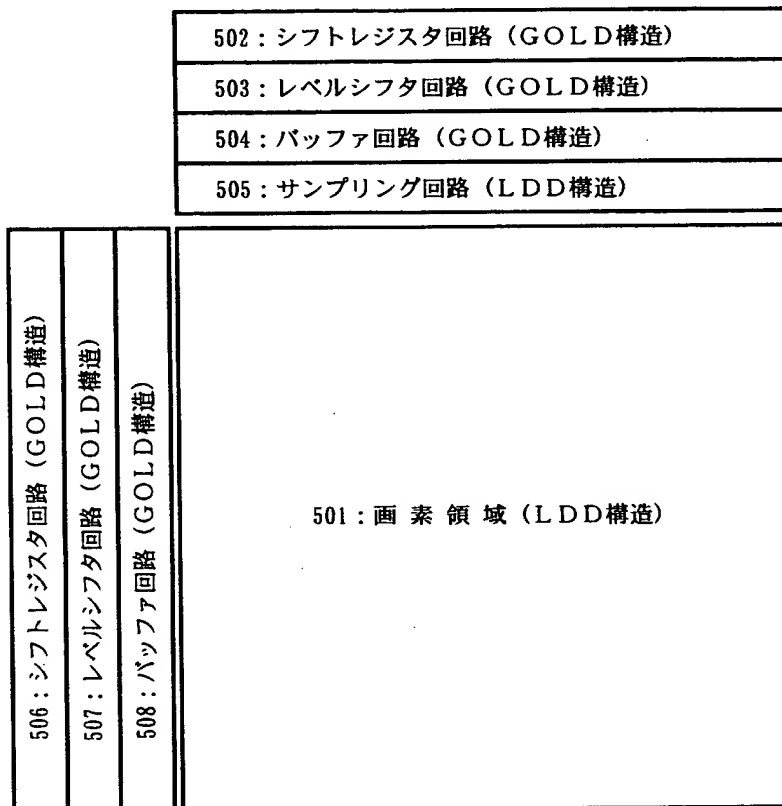 502：シフトレジスタ回路（GOLD構造）
503：レベルシフタ回路（GOLD構造）
504：バッファ回路（GOLD構造）
505：サンプリング回路（LDD構造）
506：シフトレジスタ回路（GOLD構造）
507：レベルシフタ回路（GOLD構造）
508：バッファ回路（GOLD構造）
501：画 素 領 域（LDD構造）